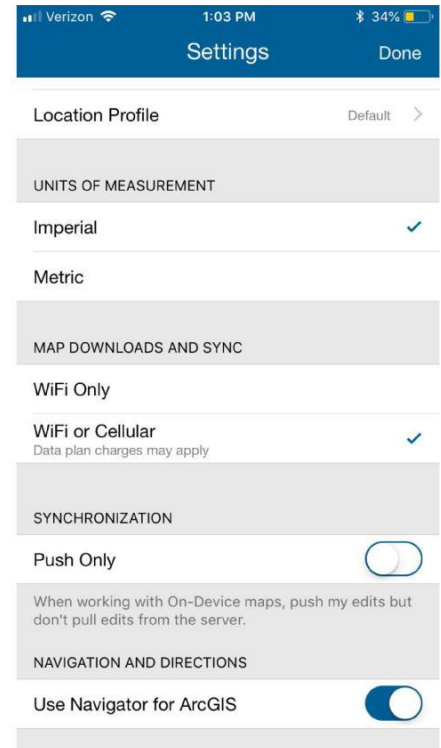 Verizon 1:03 PM 34%
Settings Done
Location Profile Default
UNITS OF MEASUREMENT
Imperial
Metric
MAP DOWNLOADS AND SYNC
WiFi Only
WiFi or Cellular
Data plan charges may apply
SYNCHRONIZATION
Push Only
When working with On-Device maps, push my edits but
don't pull edits from the server.
NAVIGATION AND DIRECTIONS
Use Navigator for ArcGIS